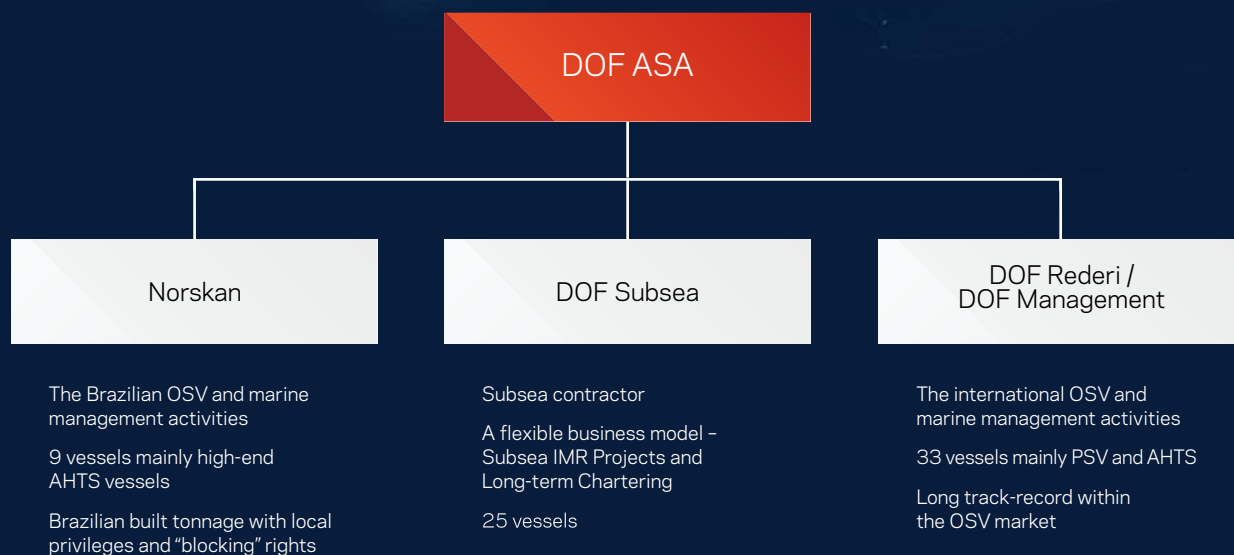 DOF ASA
Norskan
The Brazilian OSV and marine
management activities
9 vessels mainly high-end
AHTS vessels
Brazilian built tonnage with local
privileges and “blocking” rights
DOF Subsea
Subsea contractor
A flexible business model –
Subsea IMR Projects and
Long-term Chartering
25 vessels
DOF Rederi /
DOF Management
The international OSV and
marine management activities
33 vessels mainly PSV and AHTS
Long track-record within
the OSV market